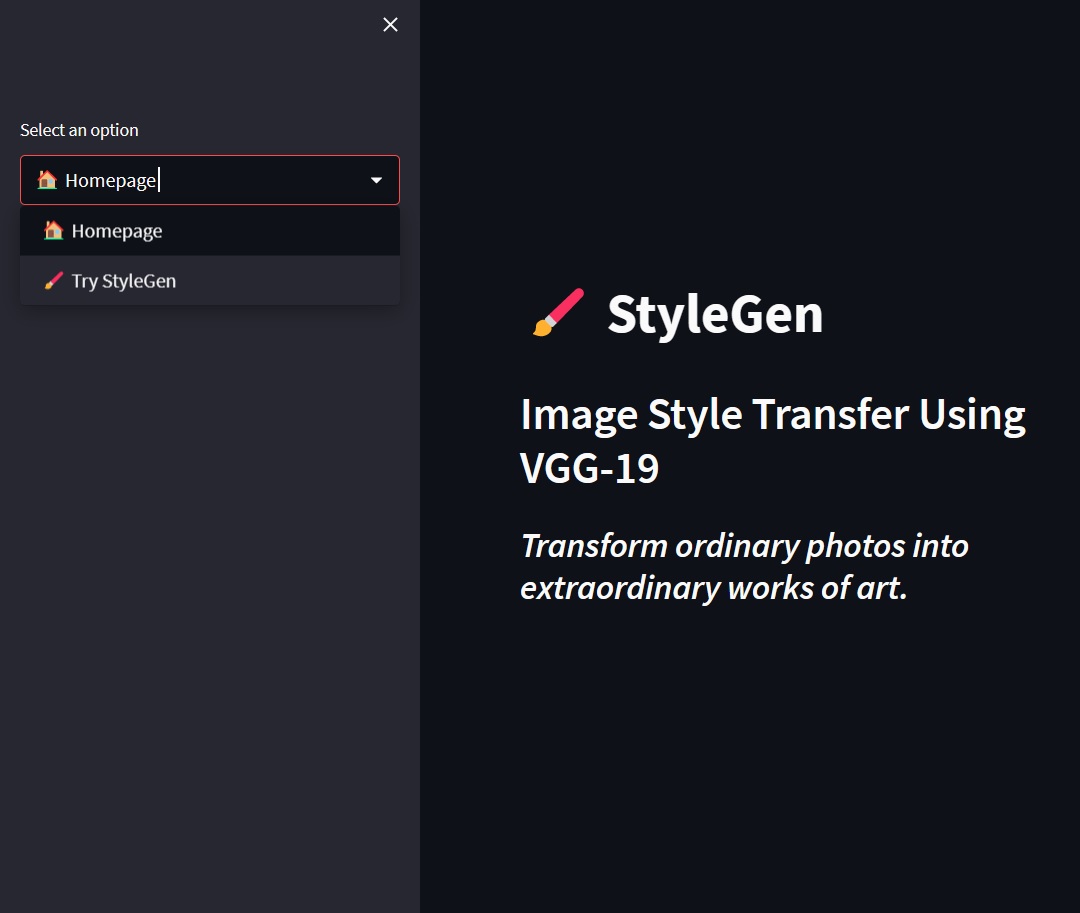 Select an option
🏠 Homepage
🏠 Homepage
🖌️ Try StyleGen
🖌️ StyleGen
Image Style Transfer Using
VGG-19
Transform ordinary photos into
extraordinary works of art.